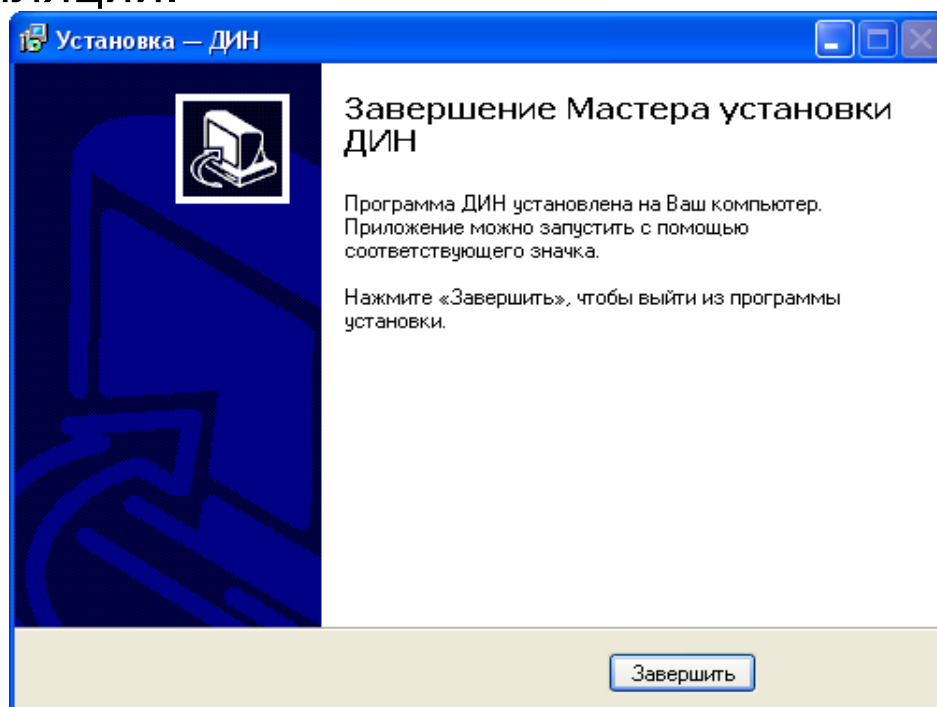 Установка — ДИН
Завершение Мастера установки
ДИН
Программа ДИН установлена на Ваш компьютер.
Приложение можно запустить с помощью
соответствующего значка.
Нажмите «Завершить», чтобы выйти из программы
установки.
Завершить